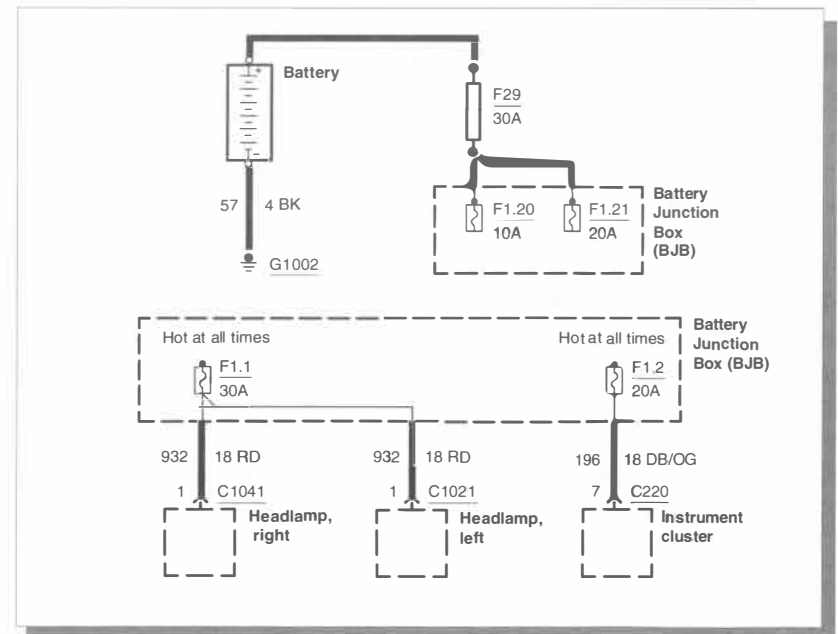 Battery
+
-
57 4 BK
G1002
F29
30A
F1.20
10A
F1.21
20A
Battery
Junction
Box
(BJB)
Hot at all times
F1.1
30A
Hot at all times
F1.2
20A
Battery
Junction
Box (BJB)
932 18 RD
1 C1041
Headlamp,
right
932 18 RD
1 C1021
Headlamp,
left
196 18 DB/OG
7 C220
Instrument
cluster